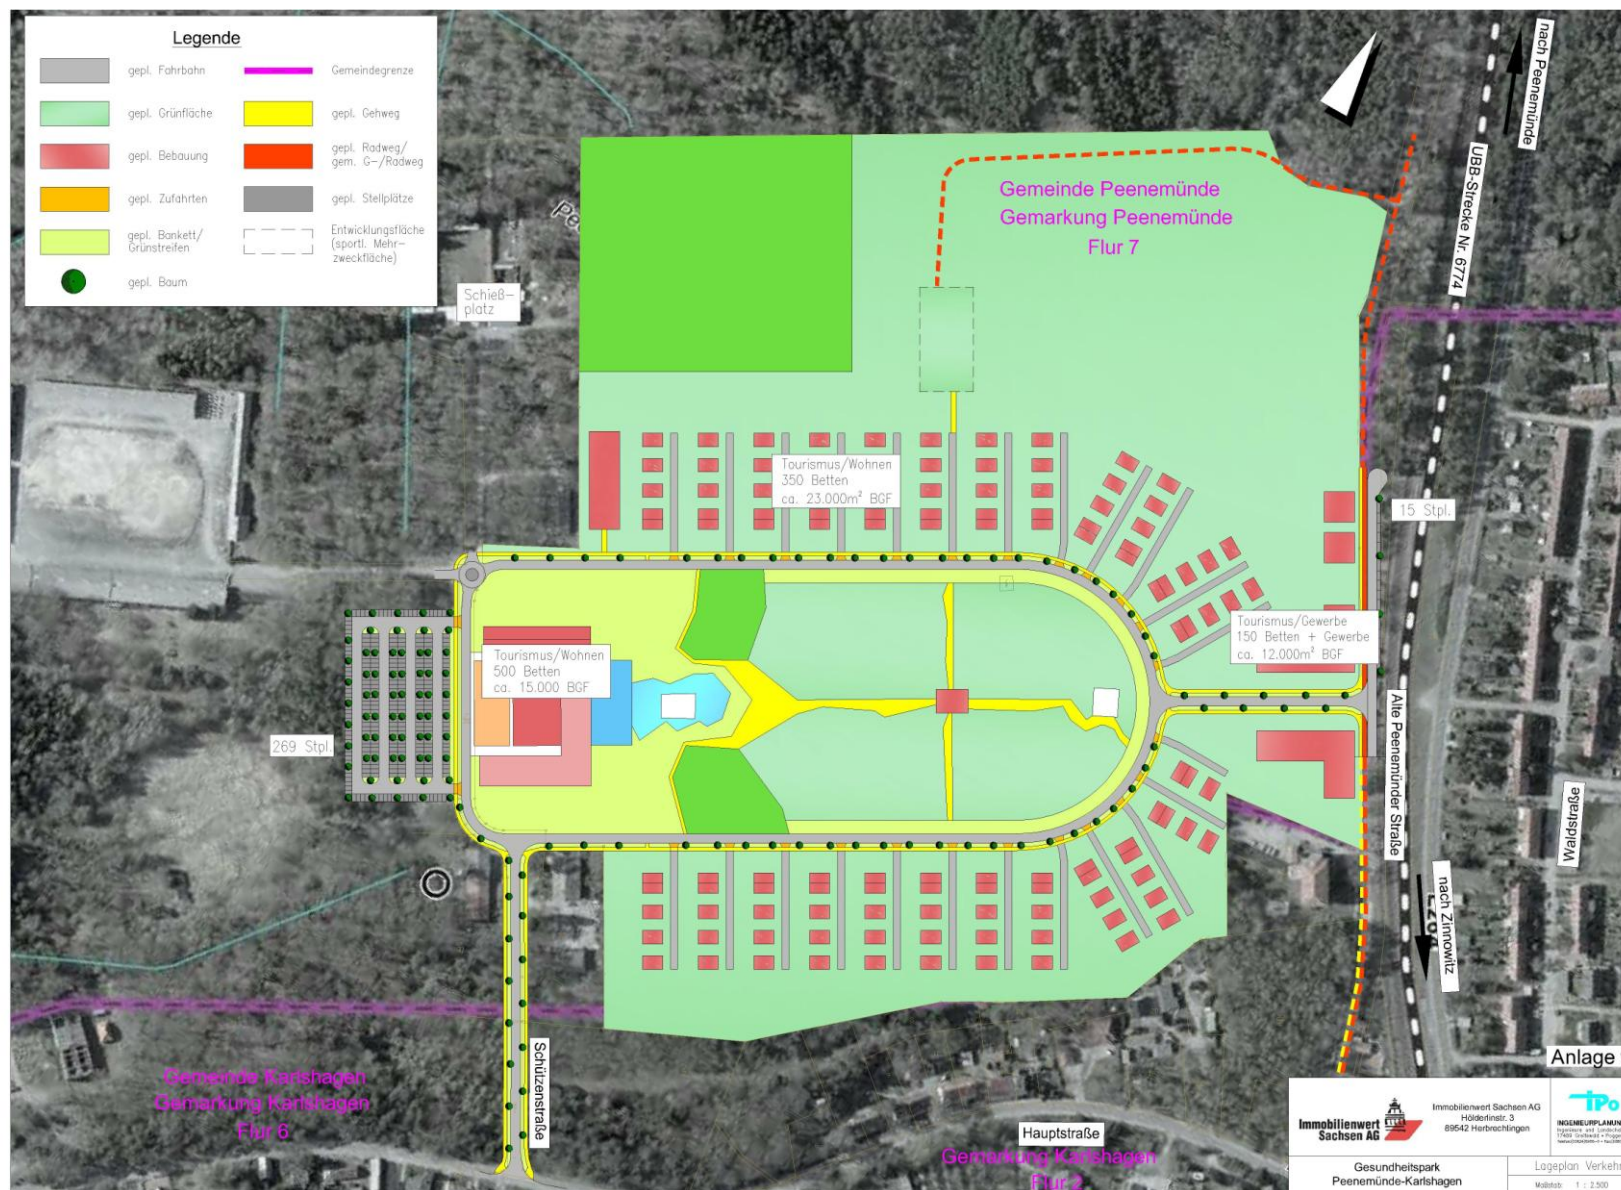 Legende
gepl. Fahrbahn
Gemeindegrenze
gepl. Grünfläche
gepl. Gehweg
gepl. Bebauung
gepl. Radweg/
gem. G-/Radweg
gepl. Zufahrten
gepl. Stellplätze
gepl. Bankett/
Grünstreifen
Entwicklungsfläche
(sportl. Mehr-
zweckfläche)
gepl. Baum
nach Peenemünde
UBB-Strecke Nr. 6774
Gemeinde Peenemünde
Gemarkung Peenemünde
Flur 7
Schieß-
platz
Tourismus/Wohnen
350 Betten
ca. 23.000m² BGF
15 Stpl.
Tourismus/Gewerbe
150 Betten + Gewerbe
ca. 12.000m² BGF
Tourismus/Wohnen
500 Betten
ca. 15.000 BGF
269 Stpl.
Alte Peenemünder Straße
Waldstraße
nach Zinnowitz
Schützenstraße
Gemeinde Karlshagen
Gemarkung Karlshagen
Flur 6
Hauptstraße
Gemarkung Karlshagen
Flur 2
Anlage
Immobilienwert
Sachsen AG
Immobilienwert Sachsen AG
Hölderlinstr. 3
89542 Herbrechtingen
iPo
INGENIEURPLANUN
Gesundheitspark
Peenemünde-Karlshagen
Lageplan Verkehr
Maßstab: 1 : 2.500